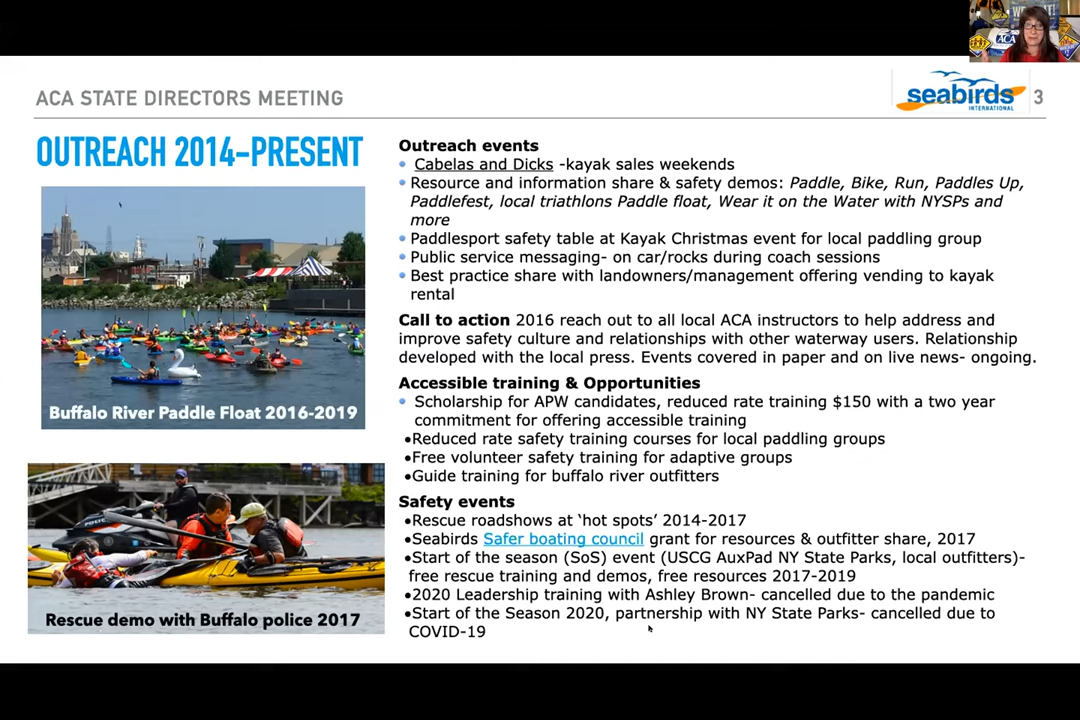 ACA STATE DIRECTORS MEETING
seabirds
INTERNATIONAL
3
OUTREACH 2014-PRESENT
Buffalo River Paddle Float 2016-2019
POLICE
Rescue demo with Buffalo police 2017
Outreach events
• Cabelas and Dicks -kayak sales weekends
• Resource and information share & safety demos: Paddle, Bike, Run, Paddles Up,
Paddlefest, local triathlons Paddle float, Wear it on the Water with NYSPs and
more
• Paddlesport safety table at Kayak Christmas event for local paddling group
• Public service messaging- on car/rocks during coach sessions
• Best practice share with landowners/management offering vending to kayak
rental
Call to action 2016 reach out to all local ACA instructors to help address and
improve safety culture and relationships with other waterway users. Relationship
developed with the local press. Events covered in paper and on live news- ongoing.
Accessible training & Opportunities
• Scholarship for APW candidates, reduced rate training $150 with a two year
commitment for offering accessible training
•Reduced rate safety training courses for local paddling groups
•Free volunteer safety training for adaptive groups
•Guide training for buffalo river outfitters
Safety events
•Rescue roadshows at ‘hot spots’ 2014-2017
•Seabirds Safer boating council grant for resources & outfitter share, 2017
•Start of the season (SoS) event (USCG AuxPad NY State Parks, local outfitters)-
free rescue training and demos, free resources 2017-2019
•2020 Leadership training with Ashley Brown- cancelled due to the pandemic
•Start of the Season 2020, partnership with NY State Parks- cancelled due to
COVID-19
ACA